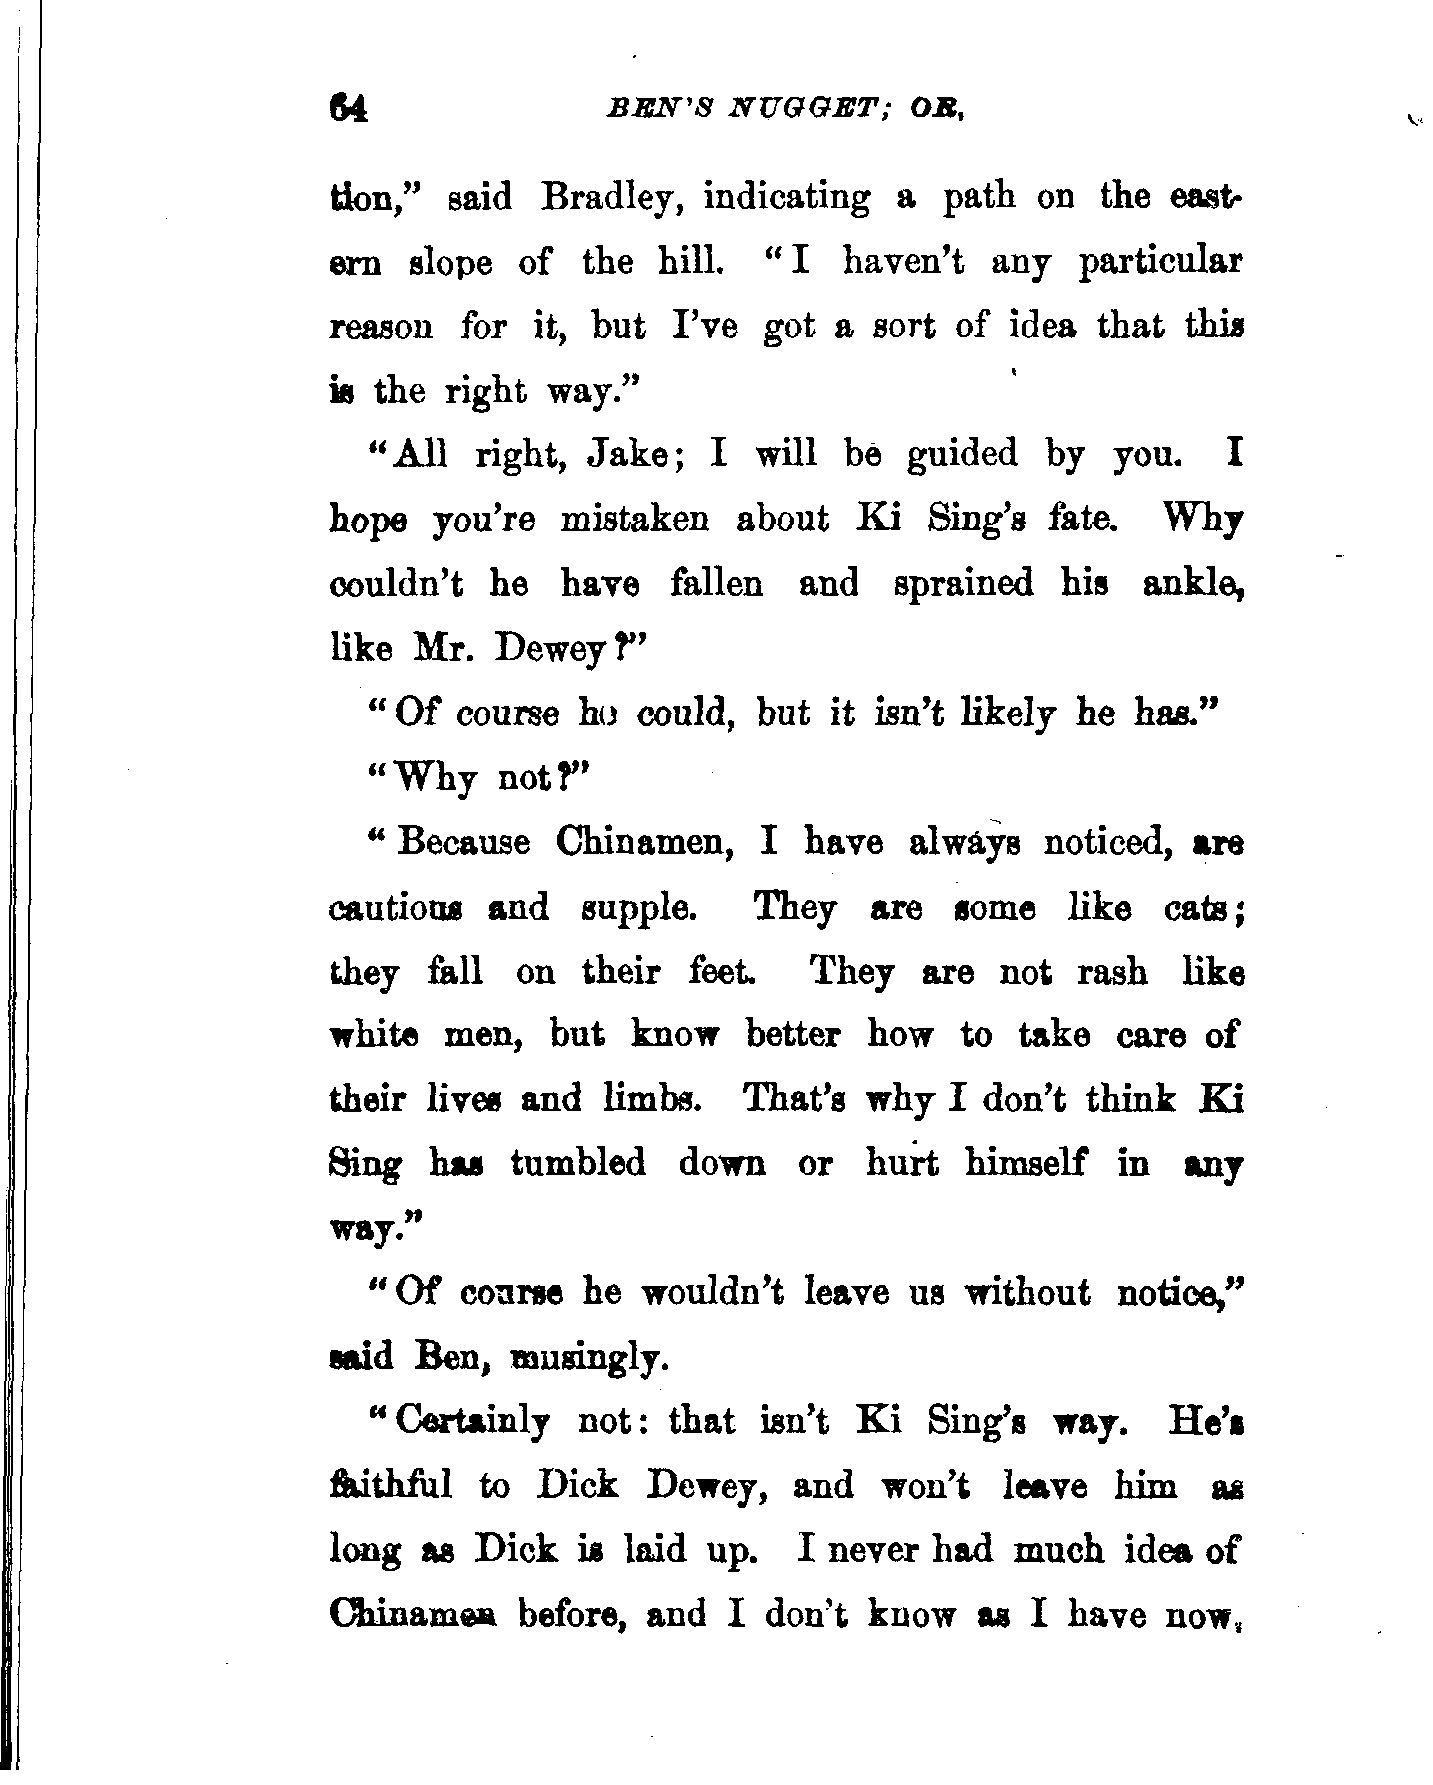 64 BEN'S NUGGET; OR,
tion," said Bradley, indicating a path on the east-
ern slope of the hill. "I haven't any particular
reason for it, but I've got a sort of idea that this
is the right way."
"All right, Jake; I will be guided by you. I
hope you're mistaken about Ki Sing's fate. Why
couldn't he have fallen and sprained his ankle,
like Mr. Dewey?"
"Of course he could, but it isn't likely he has."
"Why not?"
"Because Chinamen, I have always noticed, are
cautious and supple. They are some like cats;
they fall on their feet. They are not rash like
white men, but know better how to take care of
their lives and limbs. That's why I don't think Ki
Sing has tumbled down or hurt himself in any
way."
"Of course he wouldn't leave us without notice,"
said Ben, musingly.
"Certainly not: that isn't Ki Sing's way. He's
faithful to Dick Dewey, and won't leave him as
long as Dick is laid up. I never had much idea of
Chinamen before, and I don't know as I have now,